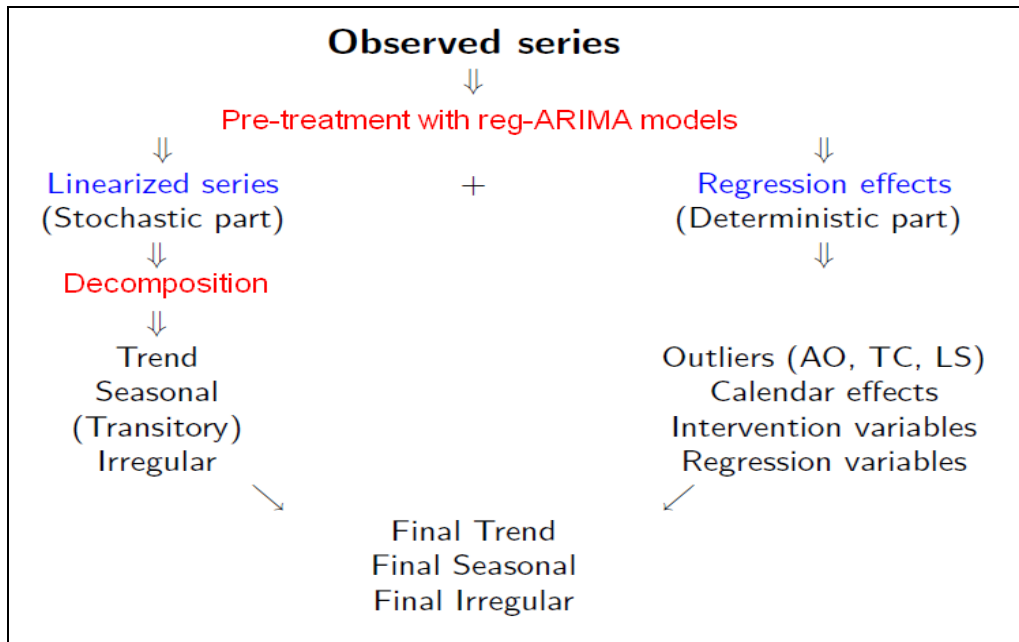 Observed series
⇓
Pre-treatment with reg-ARIMA models
⇓ ⇓
Linearized series + Regression effects
(Stochastic part) (Deterministic part)
⇓ ⇓
Decomposition
⇓
Trend Outliers (AO, TC, LS)
Seasonal Calendar effects
(Transitory) Intervention variables
Irregular Regression variables
↘ ↙
Final Trend
Final Seasonal
Final Irregular